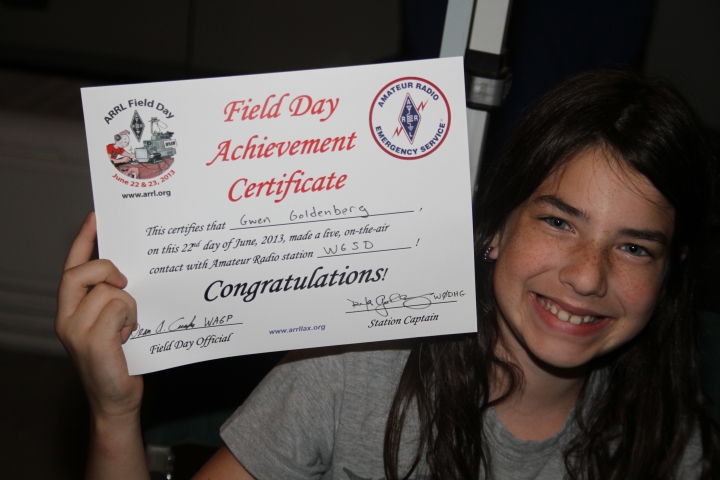 ARRL Field Day
June 22 & 23, 2013
www.arrl.org
Field Day
Achievement
Certificate
AMATEUR RADIO
ARRL
EMERGENCY SERVICE
This certifies that Gwen Goldenberg,
on this 22nd day of June, 2013, made a live, on-the-air
contact with Amateur Radio station W6SD!
Congratulations!
WA6P
Field Day Official
www.arrllax.org
WØDHG
Station Captain